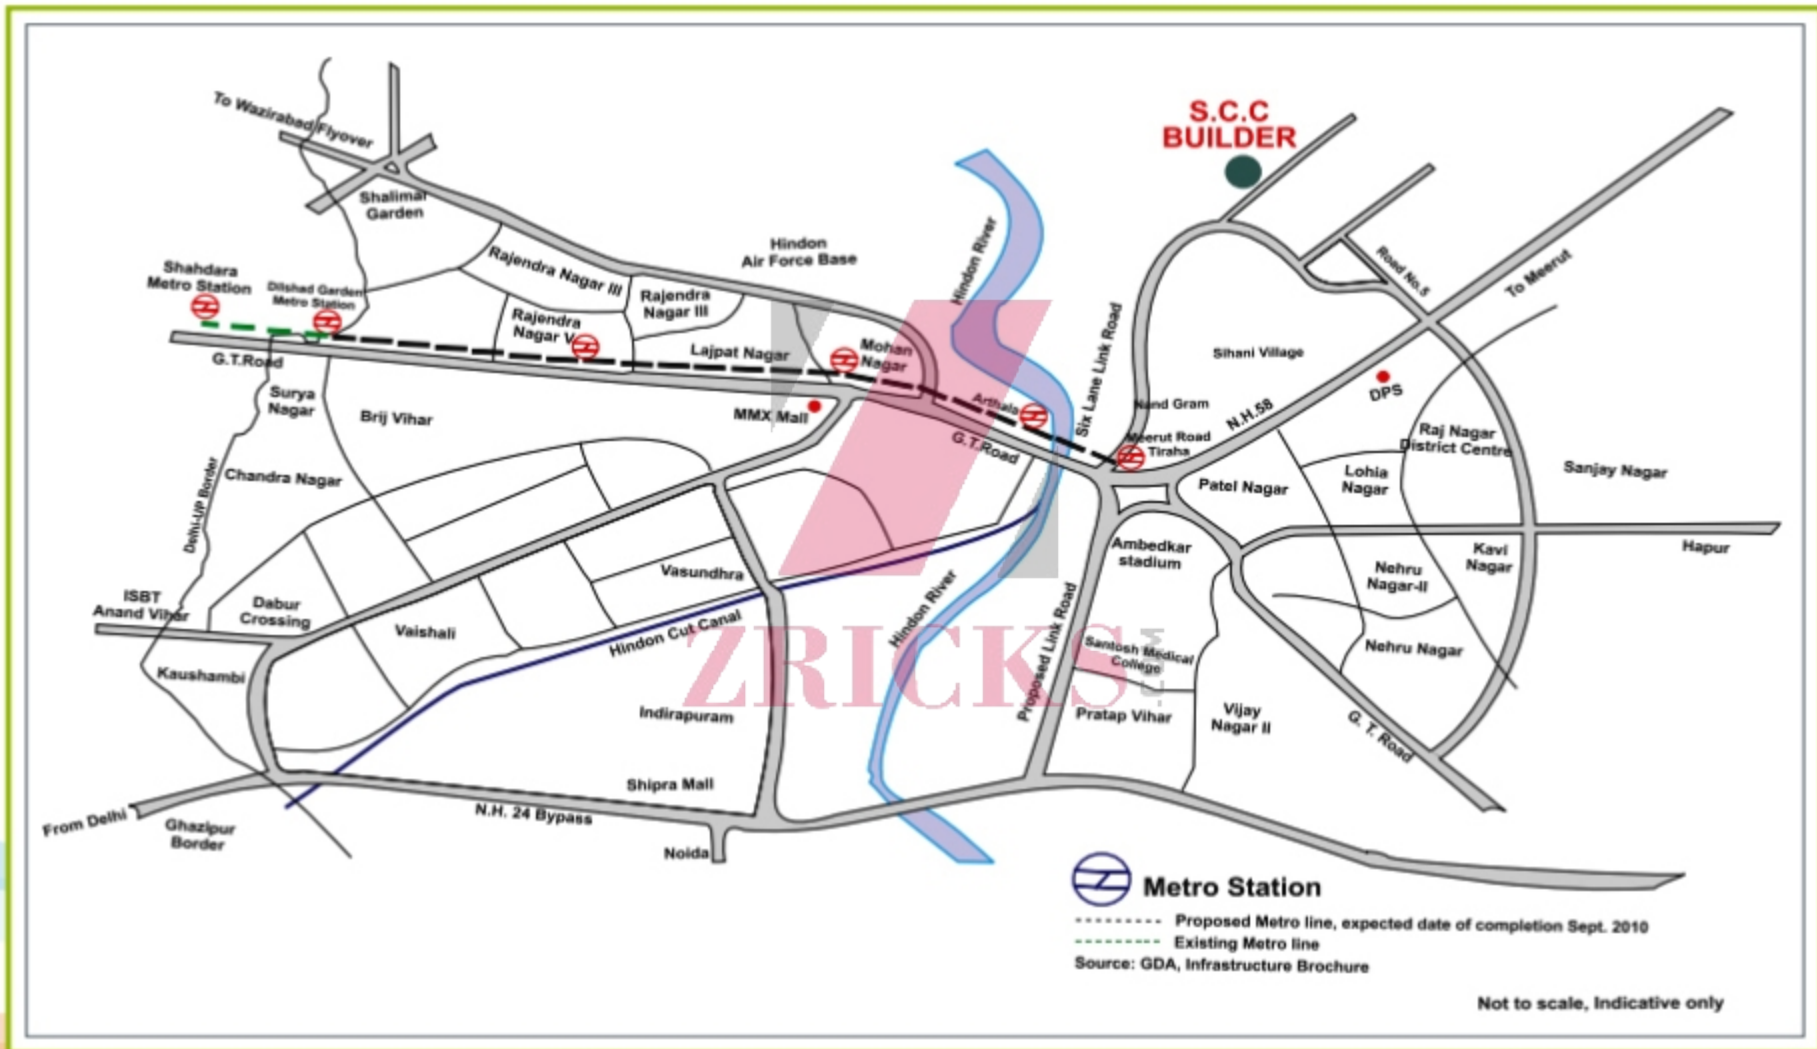 S.C.C
BUILDER
To Wazirabad Flyover
Shalimar
Garden
Hindon
Air Force Base
Hindon River
Shahdara
Metro Station
Dilshad Garden
Metro Station
Rajendra Nagar III
Rajendra
Nagar III
Rajendra
Nagar V
Lajpat Nagar
Mohan
Nagar
Road No.5
To Meerut
Sihani Village
Six Lane Link Road
G.T.Road
Surya
Nagar
Brij Vihar
MMX Mall
Arthala
G.T.Road
Nand Gram
Meerut Road
Tiraha
N.H.58
DPS
Raj Nagar
District Centre
Sanjay Nagar
Lohia
Nagar
Patel Nagar
Chandra Nagar
Delhi-UP Border
Ambedkar
stadium
Kavi
Nagar
Hapur
Nehru
Nagar-II
Nehru Nagar
Vasundhra
ISBT
Anand Vihar
Dabur
Crossing
Vaishali
Hindon Cut Canal
Hindon River
Proposed Link Road
Santosh Medical
College
ZRICKS
.COM
Kaushambi
Indirapuram
Pratap Vihar
Vijay
Nagar II
G. T. Road
Shipra Mall
N.H. 24 Bypass
From Delhi
Ghazipur
Border
Noida
Metro Station
Proposed Metro line, expected date of completion Sept. 2010
Existing Metro line
Source: GDA, Infrastructure Brochure
Not to scale, Indicative only